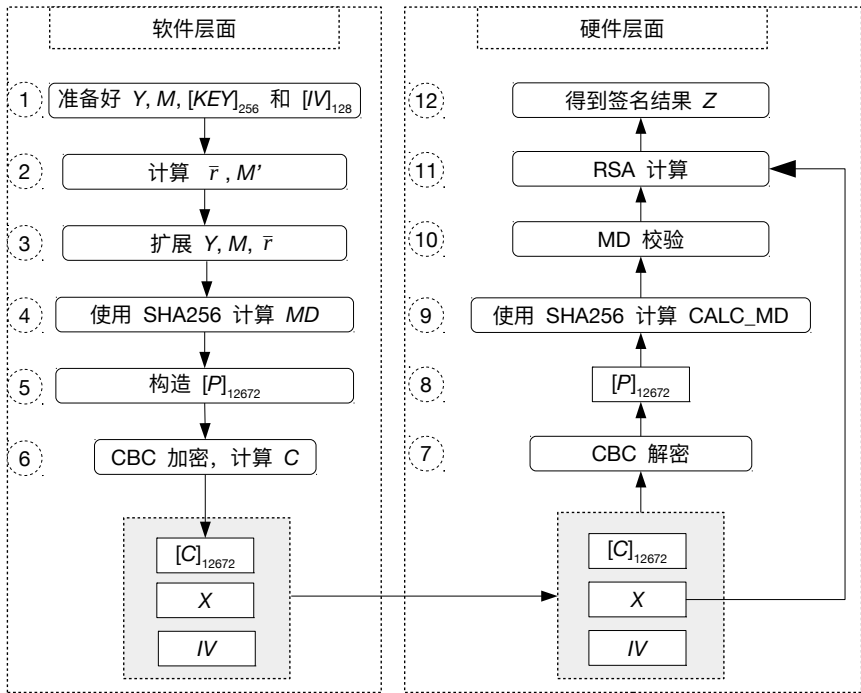 软件层面
① 准备好 Y, M, [KEY]₂₅₆ 和 [IV]₁₂₈
② 计算 r̄ , M’
③ 扩展 Y, M, r̄
④ 使用 SHA256 计算 MD
⑤ 构造 [P]₁₂₆₇₂
⑥ CBC 加密，计算 C
[C]₁₂₆₇₂
X
IV
硬件层面
⑫ 得到签名结果 Z
⑪ RSA 计算
⑩ MD 校验
⑨ 使用 SHA256 计算 CALC_MD
⑧ [P]₁₂₆₇₂
⑦ CBC 解密
[C]₁₂₆₇₂
X
IV